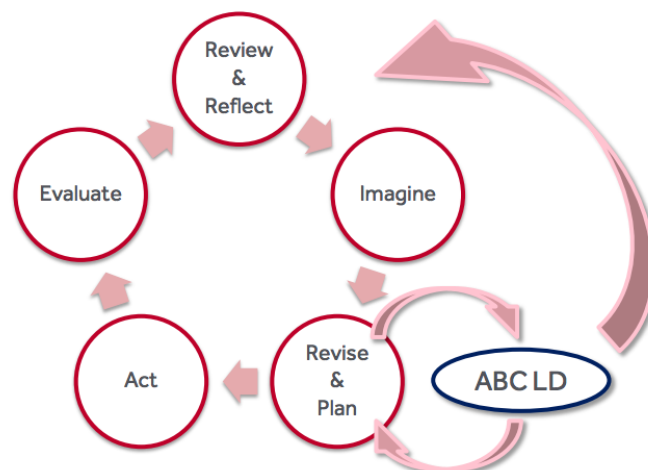 Review
&
Reflect
Evaluate
Imagine
Act
Revise
&
Plan
ABC LD